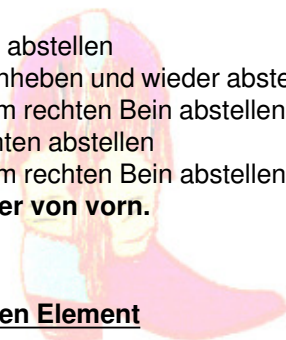 abstellen
nheben und wieder abste
m rechten Bein abstellen
nten abstellen
m rechten Bein abstellen
er von vorn.
en Element